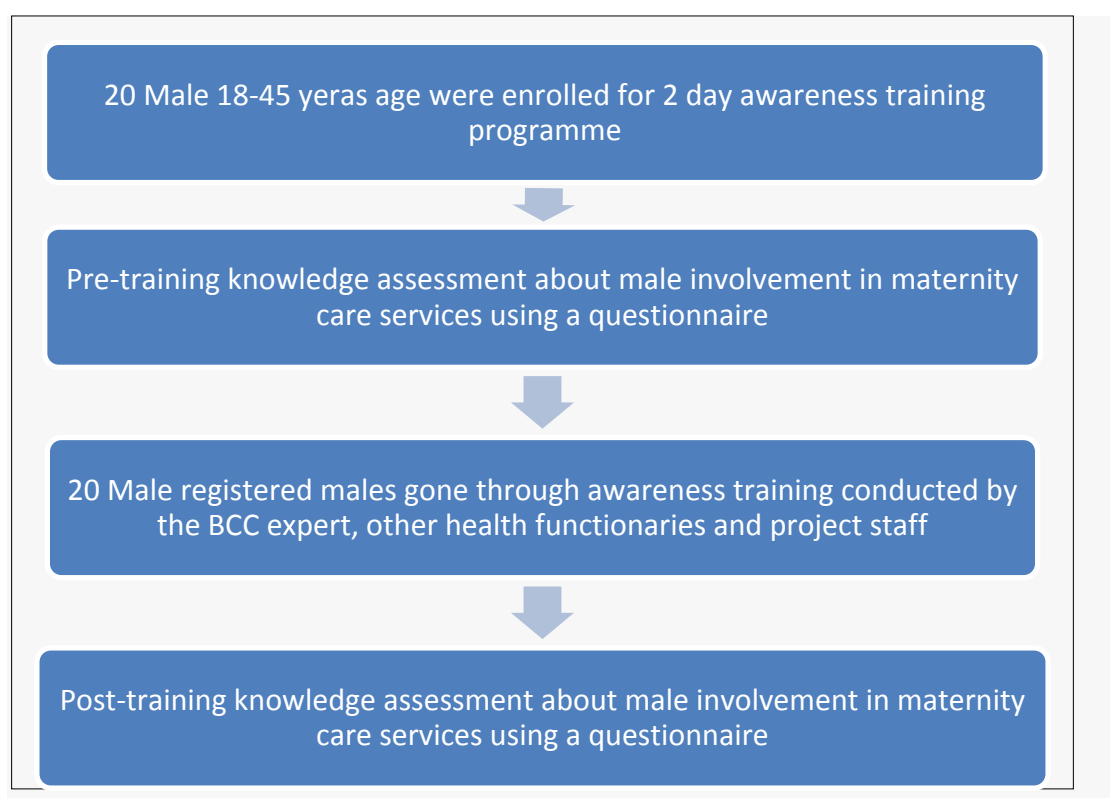 20 Male 18-45 yeras age were enrolled for 2 day awareness training
programme
Pre-training knowledge assessment about male involvement in maternity
care services using a questionnaire
20 Male registered males gone through awareness training conducted by
the BCC expert, other health functionaries and project staff
Post-training knowledge assessment about male involvement in maternity
care services using a questionnaire